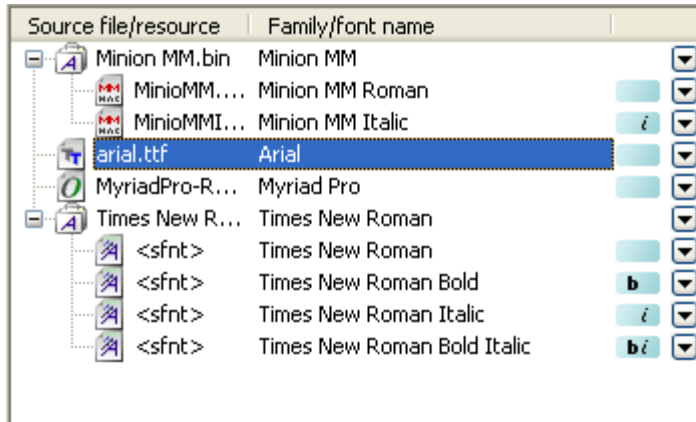 Source file/resource Family/font name
Minion MM.bin Minion MM
MinioMM.... Minion MM Roman
MinioMMI... Minion MM Italic i
arial.ttf Arial
MyriadPro-R... Myriad Pro
Times New R... Times New Roman
<sfnt> Times New Roman
<sfnt> Times New Roman Bold b
<sfnt> Times New Roman Italic i
<sfnt> Times New Roman Bold Italic bi